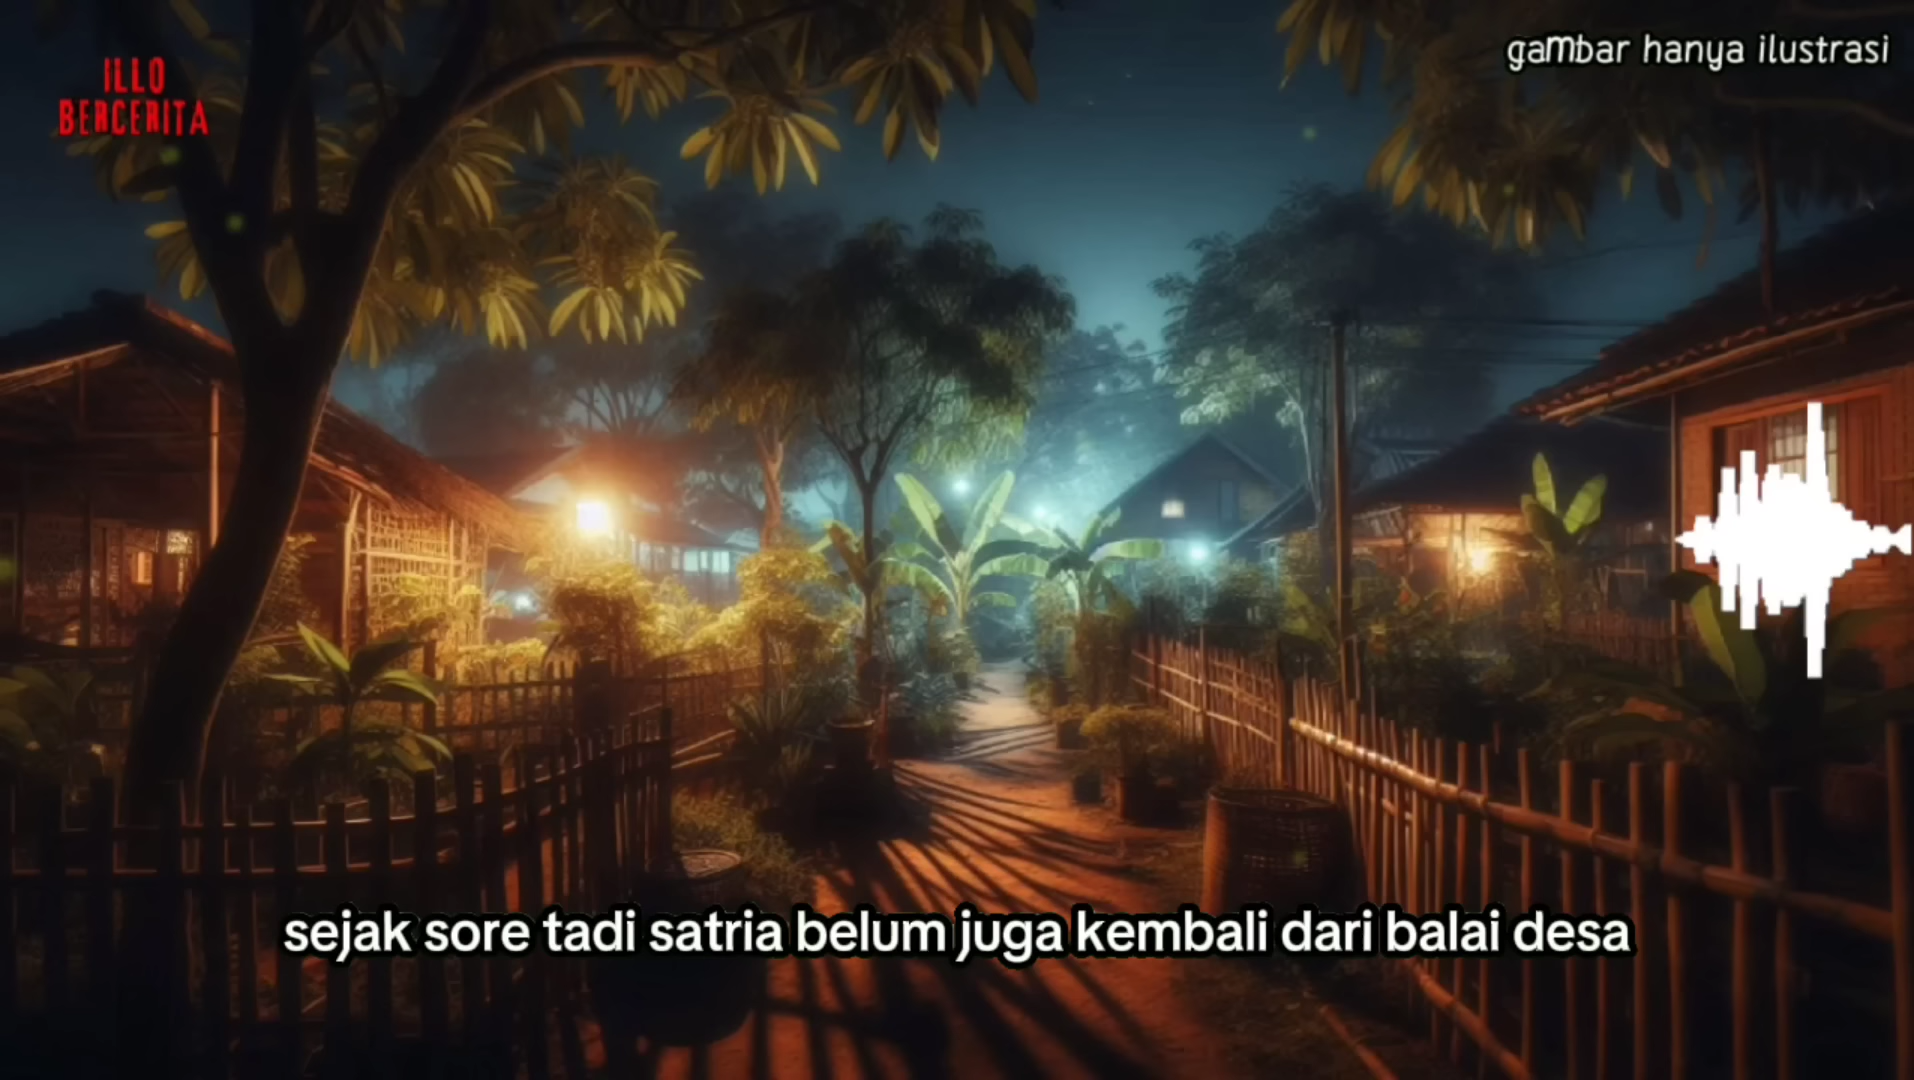 ILLO
BERCERITA
gambar hanya ilustrasi
sejak sore tadi satria belum juga kembali dari balai desa